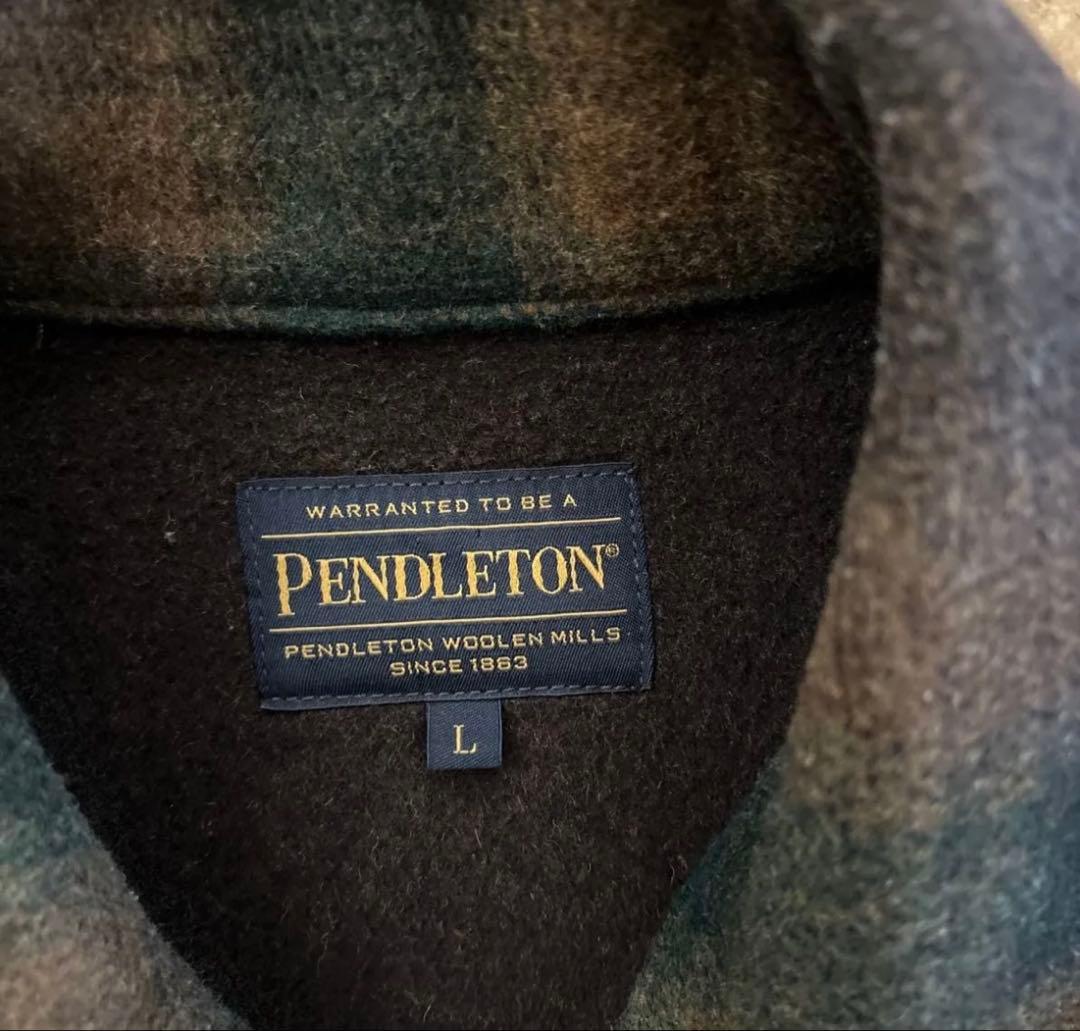 WARRANTED TO BE A
PENDLETON®
PENDLETON WOOLEN MILLS
SINCE 1863
L